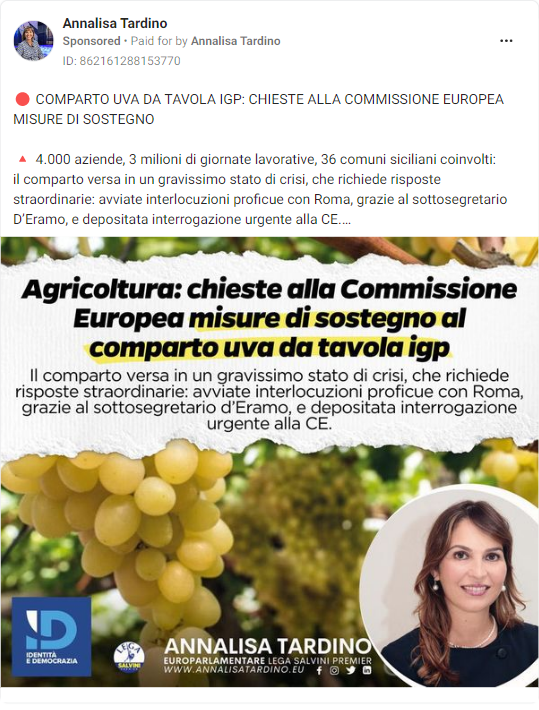 Annalisa Tardino
Sponsored • Paid for by Annalisa Tardino
ID: 862161288153770
🔴 COMPARTO UVA DA TAVOLA IGP: CHIESTE ALLA COMMISSIONE EUROPEA
MISURE DI SOSTEGNO
🔺 4.000 aziende, 3 milioni di giornate lavorative, 36 comuni siciliani coinvolti:
il comparto versa in un gravissimo stato di crisi, che richiede risposte
straordinarie: avviate interlocuzioni proficue con Roma, grazie al sottosegretario
D’Eramo, e depositata interrogazione urgente alla CE....
Agricoltura: chieste alla Commissione
Europea misure di sostegno al
comparto uva da tavola igp
Il comparto versa in un gravissimo stato di crisi, che richiede
risposte straordinarie: avviate interlocuzioni proficue con Roma,
grazie al sottosegretario d’Eramo, e depositata interrogazione
urgente alla CE.
ID
IDENTITÀ
E DEMOCRAZIA
LEGA
SALVINI
PREMIER
ANNALISA TARDINO
EUROPARLAMENTARE LEGA SALVINI PREMIER
WWW.ANNALISATARDINO.EU